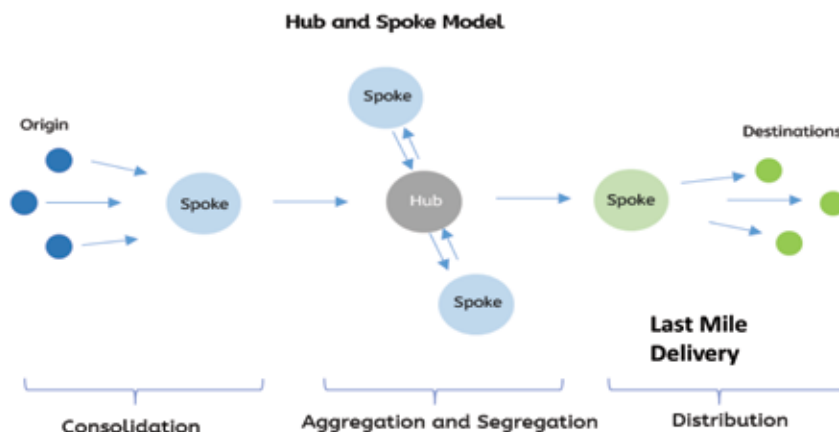 Hub and Spoke Model
Spoke
Origin
Destinations
Spoke
Hub
Spoke
Spoke
Last Mile
Delivery
Consolidation
Aggregation and Segregation
Distribution